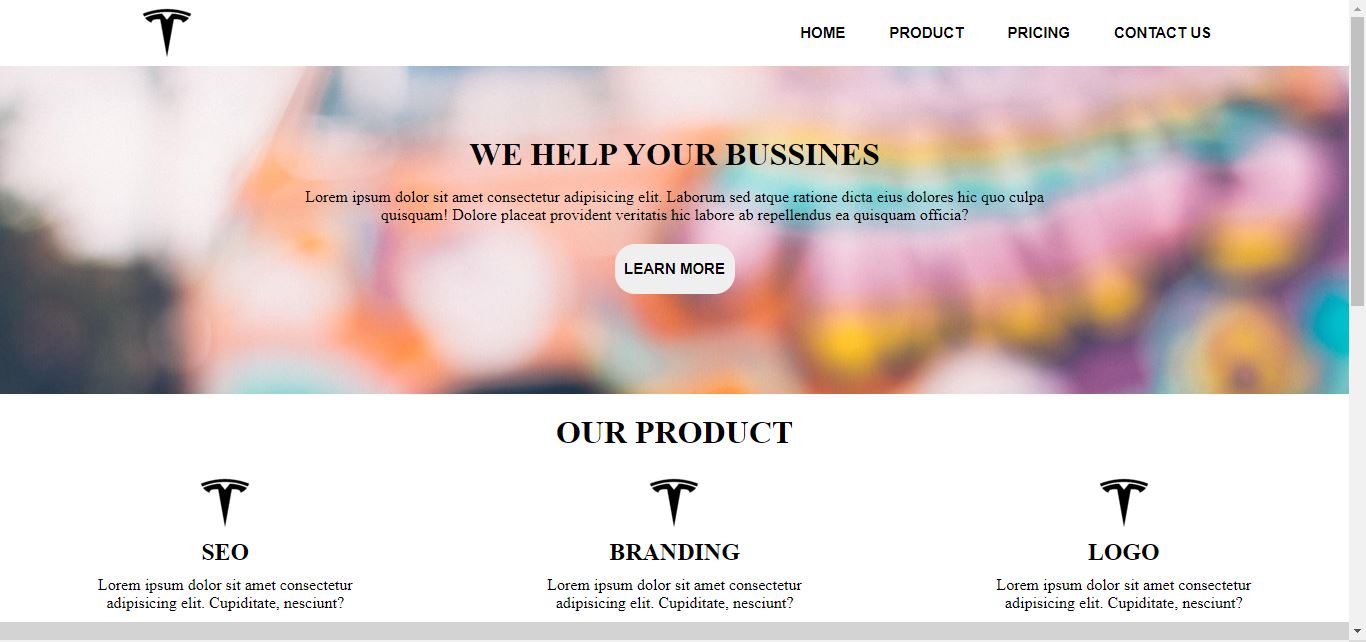 HOME PRODUCT PRICING CONTACT US
WE HELP YOUR BUSSINES
Lorem ipsum dolor sit amet consectetur adipisicing elit. Laborum sed atque ratione dicta eius dolores hic quo culpa
quisquam! Dolore placeat provident veritatis hic labore ab repellendus ea quisquam officia?
LEARN MORE
OUR PRODUCT
SEO
Lorem ipsum dolor sit amet consectetur
adipisicing elit. Cupiditate, nesciunt?
BRANDING
Lorem ipsum dolor sit amet consectetur
adipisicing elit. Cupiditate, nesciunt?
LOGO
Lorem ipsum dolor sit amet consectetur
adipisicing elit. Cupiditate, nesciunt?